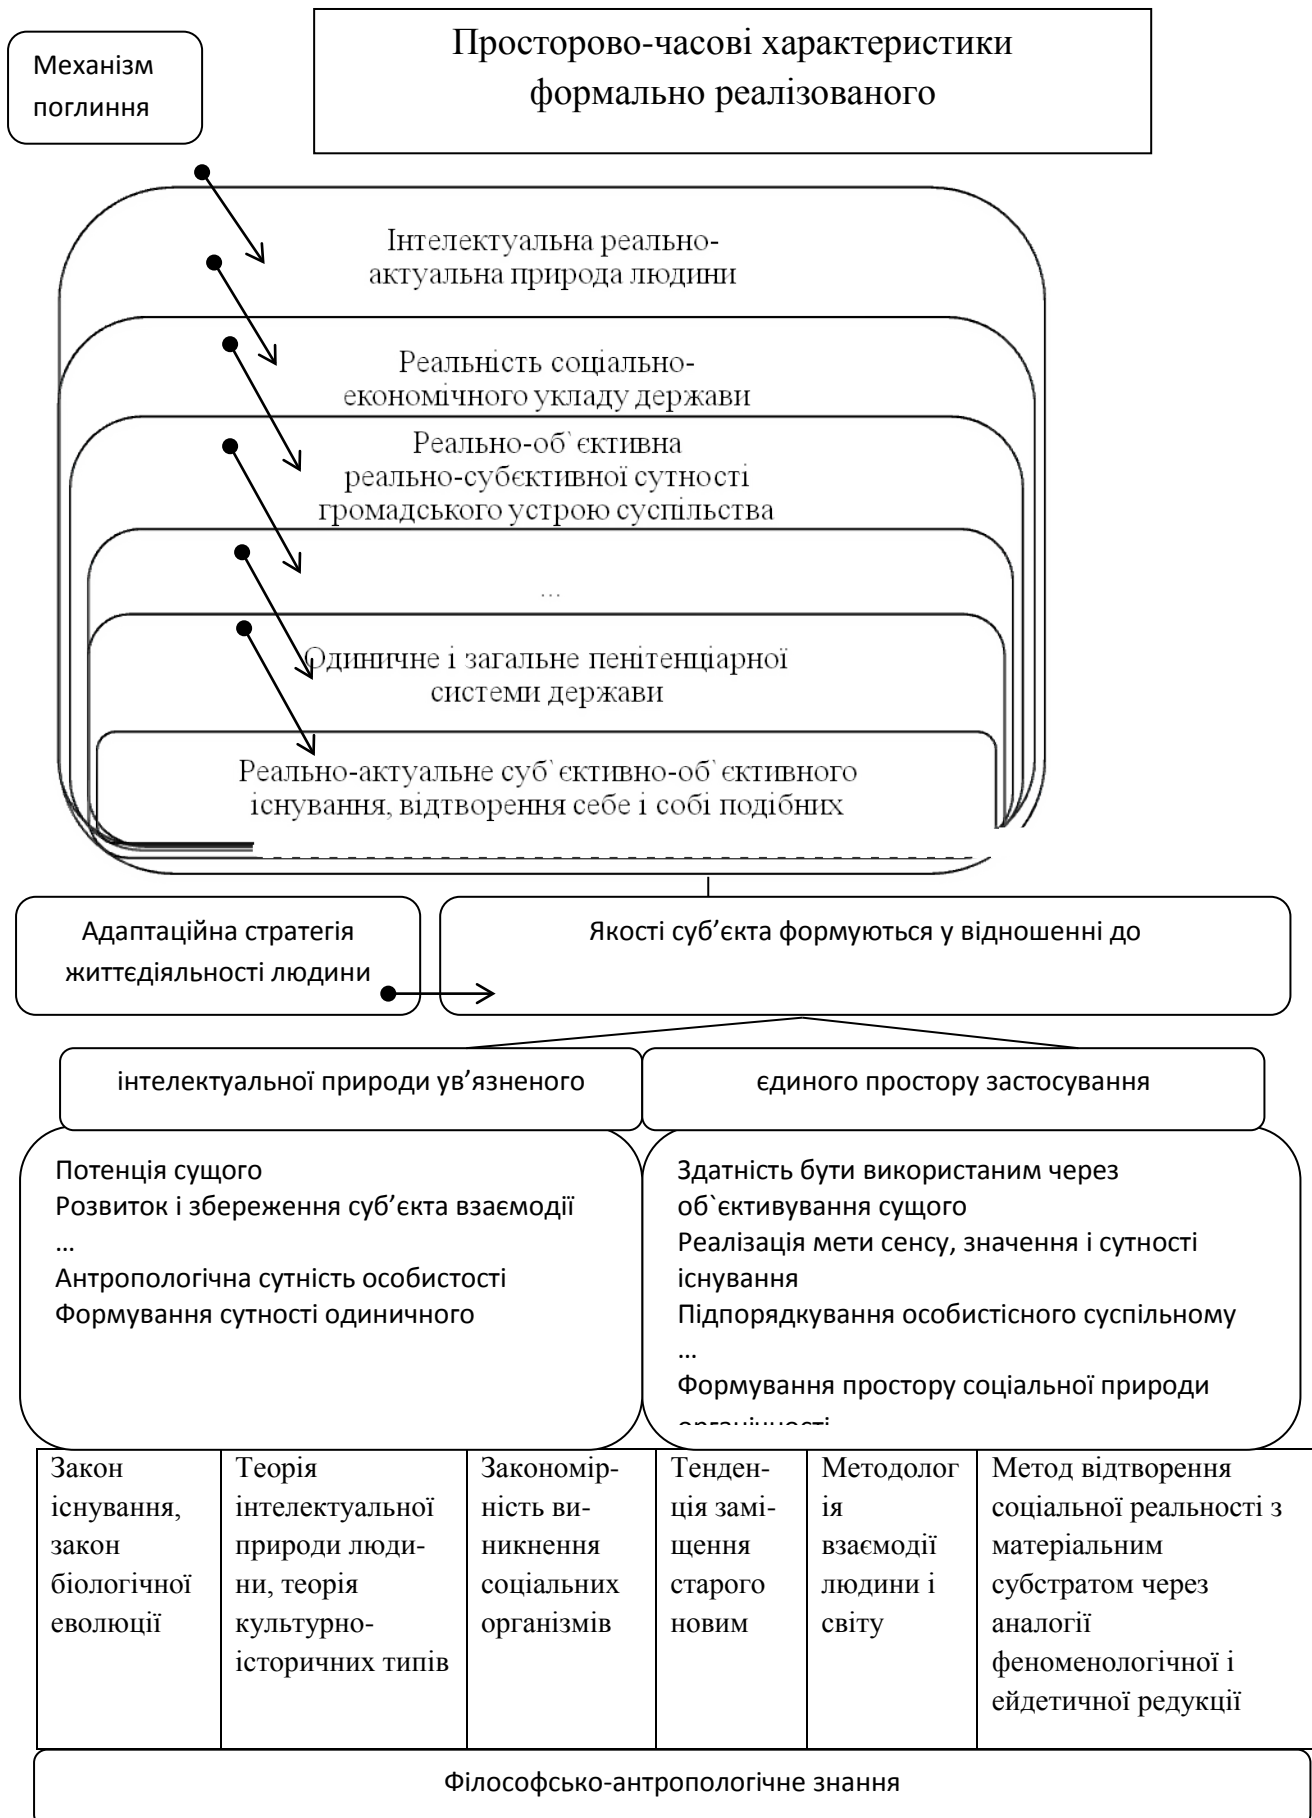 Механізм
поглиння
Просторово-часові характеристики
формально реалізованого
Інтелектуальна реально-
актуальна природа людини
Реальність соціально-
економічного укладу держави
Реально-об`єктивна
реально-субєктивної сутності
громадського устрою суспільства
...
Одиничне і загальне пенітенціарної
системи держави
Реально-актуальне суб`єктивно-об`єктивного
існування, відтворення себе і собі подібних
Адаптаційна стратегія
життєдіяльності людини
Якості суб’єкта формуються у відношенні до
інтелектуальної природи ув’язненого
єдиного простору застосування
Потенція сущого
Розвиток і збереження суб’єкта взаємодії
...
Антропологічна сутність особистості
Формування сутності одиничного
Здатність бути використаним через
об`єктивування сущого
Реалізація мети сенсу, значення і сутності
існування
Підпорядкування особистісного суспільному
...
Формування простору соціальної природи
Закон
існування,
закон
біологічної
еволюції
Теорія
інтелектуальної
природи люди-
ни, теорія
культурно-
історичних типів
Закономір-
ність ви-
никнення
соціальних
організмів
Тенден-
ція замі-
щення
старого
новим
Методолог
ія
взаємодії
людини і
світу
Метод відтворення
соціальної реальності з
матеріальним
субстратом через
аналогії
феноменологічної і
ейдетичної редукції
Філософсько-антропологічне знання